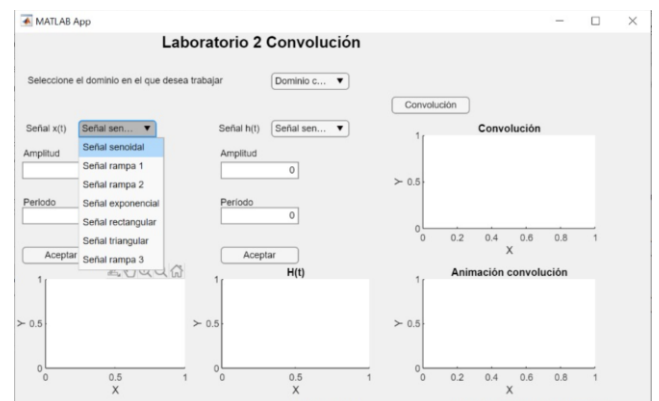 MATLAB App
Laboratorio 2 Convolución
Seleccione el dominio en el que desea trabajar
Dominio c...
Convolución
Señal x(t)
Señal sen...
Señal h(t)
Señal sen...
Convolución
Señal senoidal
Señal rampa 1
Señal rampa 2
Señal exponencial
Señal rectangular
Señal triangular
Señal rampa 3
Amplitud
Amplitud
0
Periodo
Periodo
0
Aceptar
Aceptar
1
Y 0.5
0
0 0.2 0.4 0.6 0.8 1
X
H(t)
Animación convolución
1
Y 0.5
0
0 0.5 1
X
1
Y 0.5
0
0 0.5 1
X
1
Y 0.5
0
0 0.2 0.4 0.6 0.8 1
X